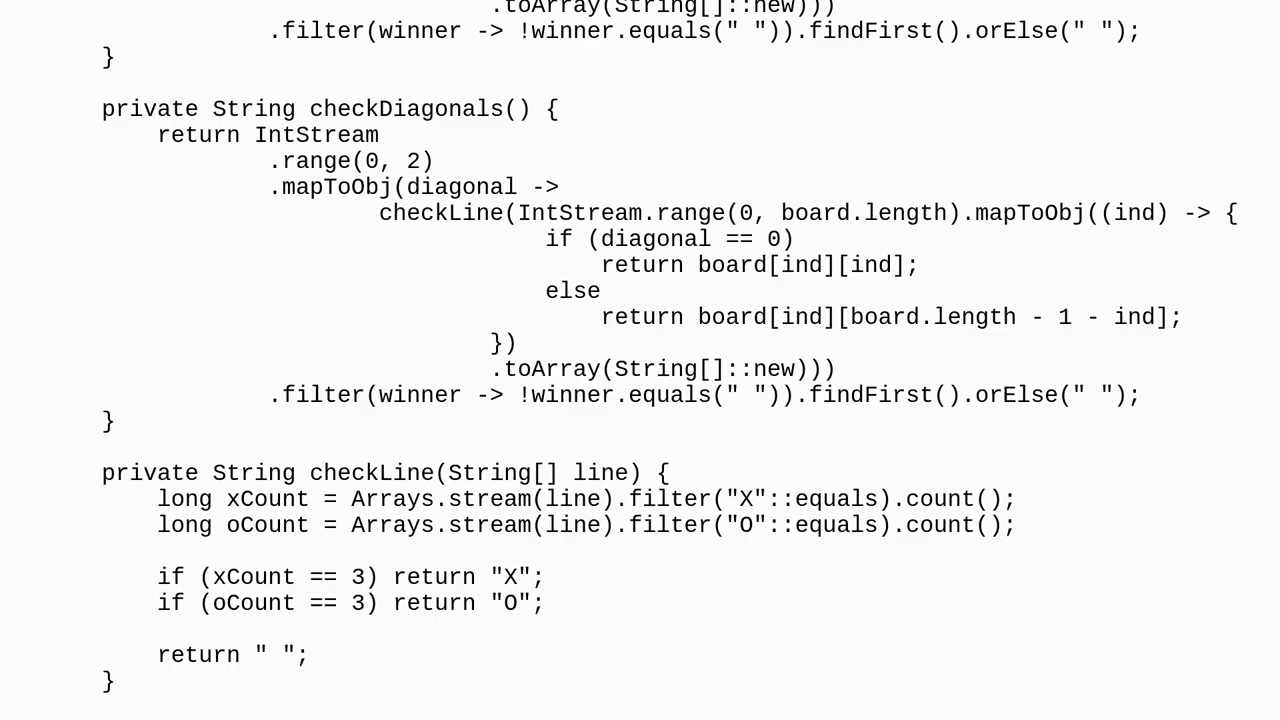 .toArray(String[]::new)))
.filter(winner -> !winner.equals(" ")).findFirst().orElse(" ");
}
private String checkDiagonals() {
return IntStream
.range(0, 2)
.mapToObj(diagonal ->
checkLine(IntStream.range(0, board.length).mapToObj((ind) -> {
if (diagonal == 0)
return board[ind][ind];
else
return board[ind][board.length - 1 - ind];
})
.toArray(String[]::new)))
.filter(winner -> !winner.equals(" ")).findFirst().orElse(" ");
}
private String checkLine(String[] line) {
long xCount = Arrays.stream(line).filter("X"::equals).count();
long oCount = Arrays.stream(line).filter("O"::equals).count();
if (xCount == 3) return "X";
if (oCount == 3) return "O";
return " ";
}